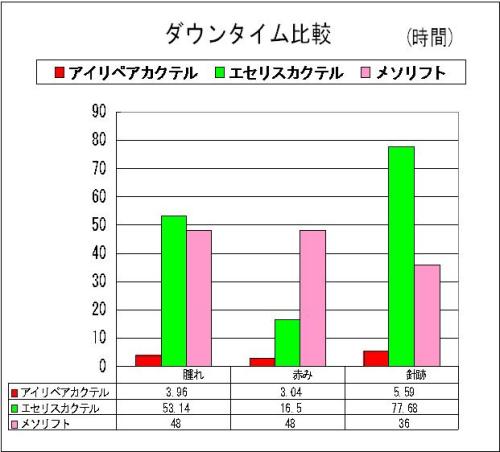 ダウンタイム比較
(時間)
アイリペアカクテル エセリスカクテル メソリフト
90
80
70
60
50
40
30
20
10
0
腫れ 赤み 針跡
アイリペアカクテル 3.96 3.04 5.59
エセリスカクテル 53.14 16.5 77.68
メソリフト 48 48 36